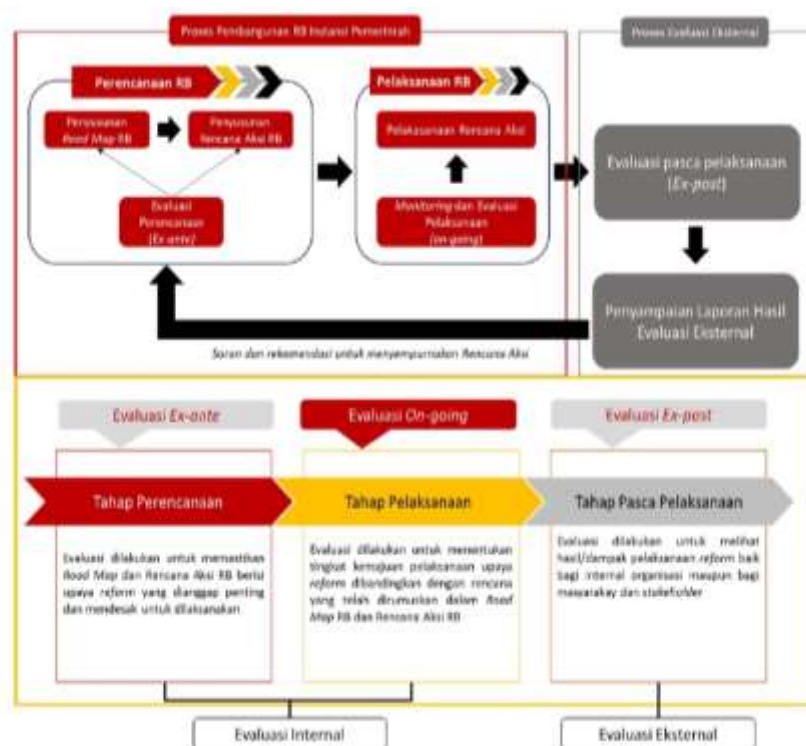 Proses Pembangunan RB Instansi Pemerintah
Proses Evaluasi Eksternal
Perencanaan RB
Pelaksanaan RB
Penyusunan
Road Map RB
Penyusunan
Rencana Aksi RB
Evaluasi
Perencanaan
(Ex-ante)
Pelaksanaan Rencana Aksi
Monitoring dan Evaluasi
Pelaksanaan
(on-going)
Evaluasi pasca pelaksanaan
(Ex-post)
Penyampaian Laporan Hasil
Evaluasi Eksternal
Saran dan rekomendasi untuk menyempurnakan Rencana Aksi
Evaluasi Ex-ante
Evaluasi On-going
Evaluasi Ex-post
Tahap Perencanaan
Tahap Pelaksanaan
Tahap Pasca Pelaksanaan
Evaluasi dilakukan untuk memastikan
Road Map dan Rencana Aksi RB berisi
upaya reform yang dianggap penting
dan mendesak untuk dilaksanakan
Evaluasi dilakukan untuk menentukan
tingkat kemajuan pelaksanaan upaya
reform dibandingkan dengan rencana
yang telah dirumuskan dalam Road
Map RB dan Rencana Aksi RB
Evaluasi dilakukan untuk melihat
hasil/dampak pelaksanaan reform baik
bagi internal organisasi maupun bagi
masyarakay dan stakeholder
Evaluasi Internal
Evaluasi Eksternal